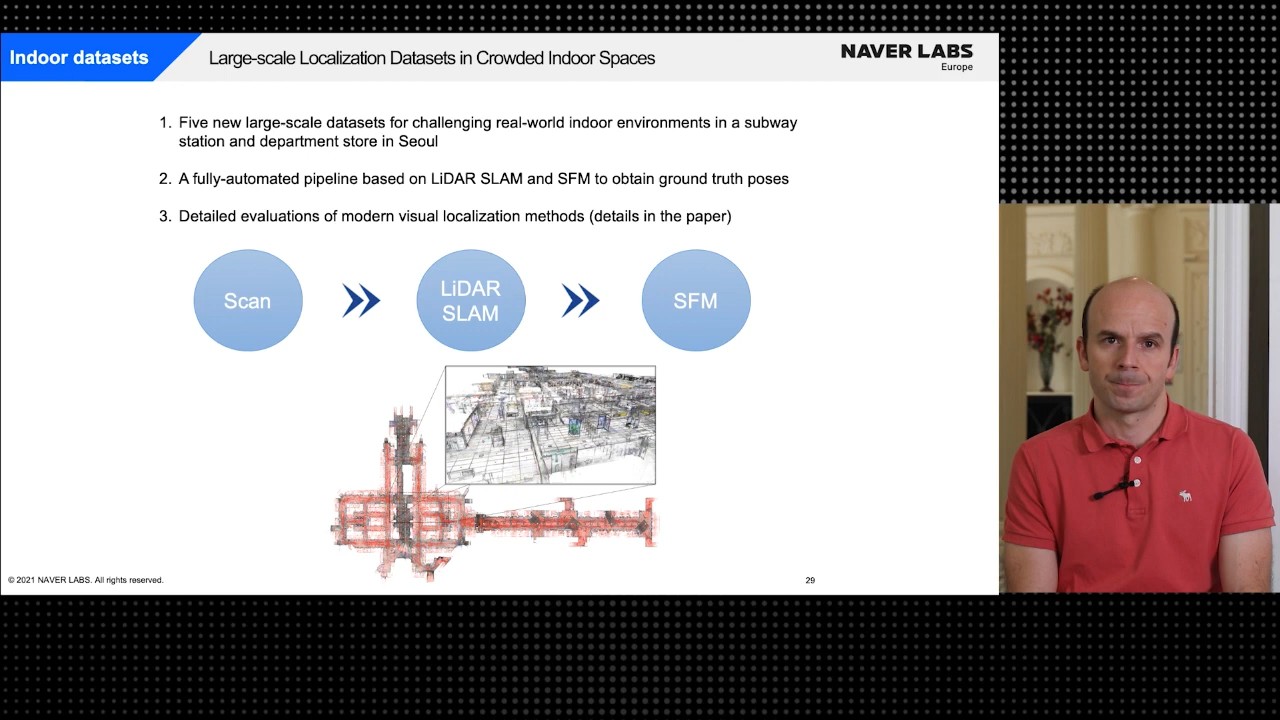 Indoor datasets
Large-scale Localization Datasets in Crowded Indoor Spaces
NAVER LABS
Europe
1. Five new large-scale datasets for challenging real-world indoor environments in a subway
station and department store in Seoul
2. A fully-automated pipeline based on LiDAR SLAM and SFM to obtain ground truth poses
3. Detailed evaluations of modern visual localization methods (details in the paper)
Scan
LiDAR
SLAM
SFM
© 2021 NAVER LABS. All rights reserved.
29